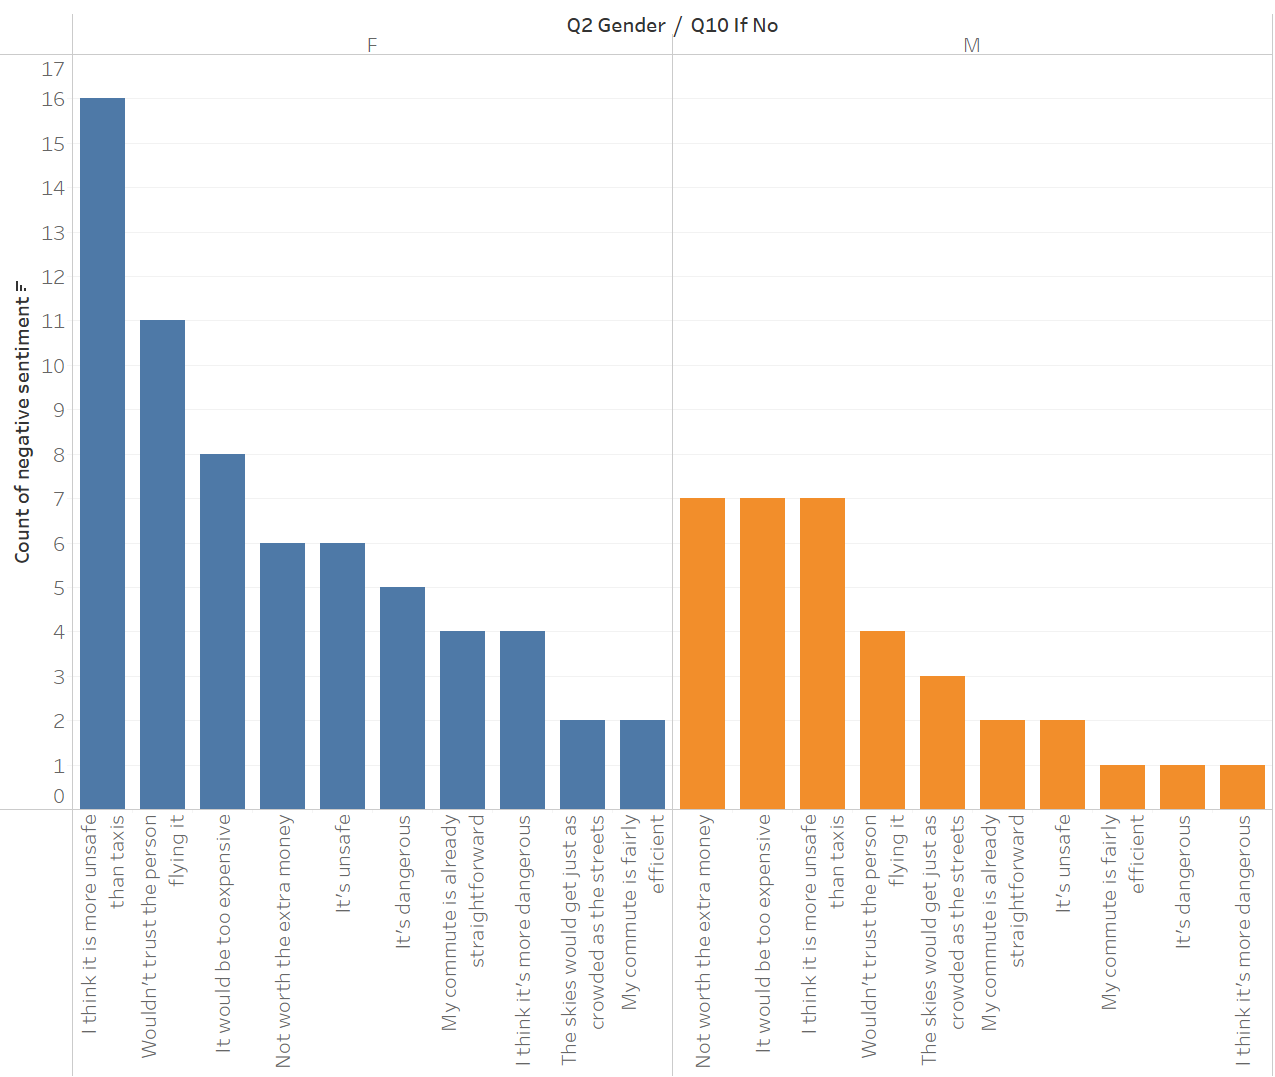 Q2 Gender / Q10 If No
F
M
Count of negative sentiment
17
16
15
14
13
12
11
10
9
8
7
6
5
4
3
2
1
0
I think it is more unsafe
than taxis
Wouldn't trust the person
flying it
It would be too expensive
Not worth the extra money
It's unsafe
It's dangerous
My commute is already
straightforward
I think it's more dangerous
The skies would get just as
crowded as the streets
My commute is fairly
efficient
Not worth the extra money
It would be too expensive
I think it is more unsafe
than taxis
Wouldn't trust the person
flying it
The skies would get just as
crowded as the streets
My commute is already
straightforward
It's unsafe
My commute is fairly
efficient
It's dangerous
I think it's more dangerous